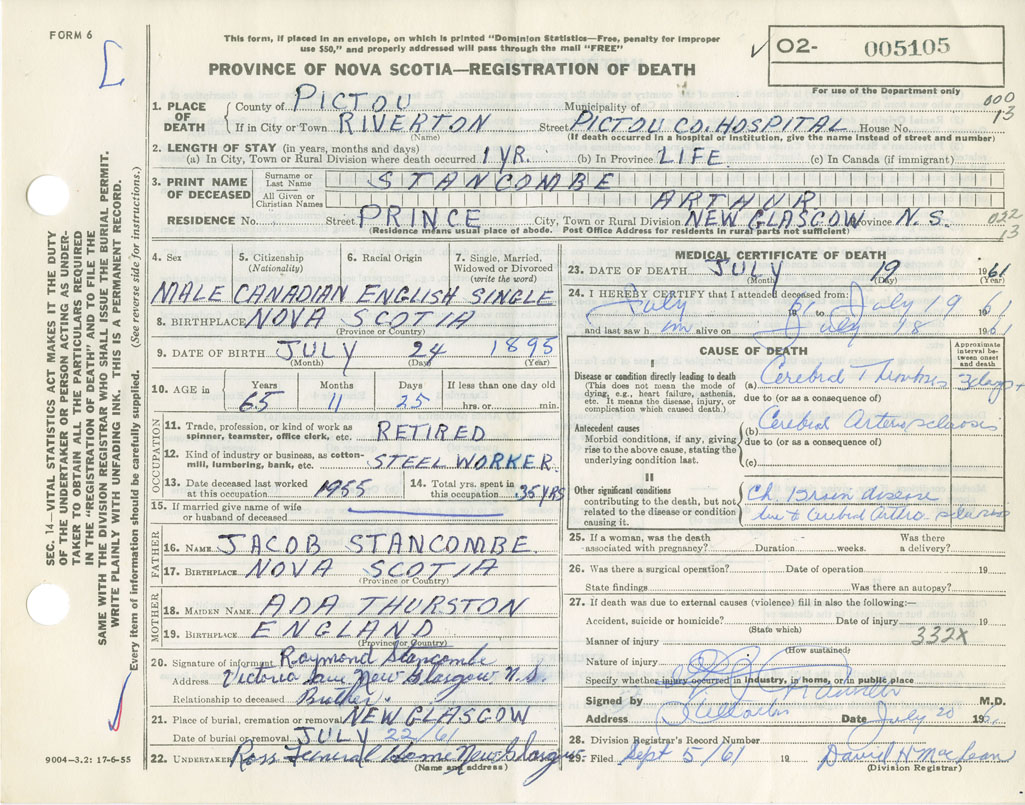 FORM 6
This form, if placed in an envelope, on which is printed "Dominion Statistics—Free, penalty for improper
use $50," and properly addressed will pass through the mail "FREE"
O2- 005105
PROVINCE OF NOVA SCOTIA—REGISTRATION OF DEATH
For use of the Department only
000
13
1. PLACE OF DEATH
County of PICTOU Municipality of
If in City or Town RIVERTON Street PICTOU CO. HOSPITAL House No.
(Name) (If death occurred in a hospital or institution, give the name instead of street and number)
2. LENGTH OF STAY (in years, months and days)
(a) In City, Town or Rural Division where death occurred 1 YR. (b) In Province LIFE (c) In Canada (if immigrant)
3. PRINT NAME OF DECEASED
Surname or Last Name STANCOMBE
All Given or Christian Names ARTHUR
RESIDENCE No. Street PRINCE City, Town or Rural Division NEW GLASGOW Province N.S.
022
13
(Residence means usual place of abode. Post Office Address for residents in rural parts not sufficient)
4. Sex 5. Citizenship (Nationality) 6. Racial Origin 7. Single, Married, Widowed or Divorced (write the word)
MALE CANADIAN ENGLISH SINGLE
8. BIRTHPLACE NOVA SCOTIA
(Province or Country)
9. DATE OF BIRTH JULY 24 1895
(Month) (Day) (Year)
10. AGE in Years Months Days If less than one day old
65 11 25 hrs. or min.
OCCUPATION
11. Trade, profession, or kind of work as
spinner, teamster, office clerk, etc. RETIRED
12. Kind of industry or business, as cotton-
mill, lumbering, bank, etc. STEEL WORKER
13. Date deceased last worked
at this occupation 1955
14. Total yrs. spent in
this occupation 35 YRS
15. If married give name of wife
or husband of deceased
FATHER
16. NAME JACOB STANCOMBE
17. BIRTHPLACE NOVA SCOTIA
(Province or Country)
MOTHER
18. MAIDEN NAME ADA THURSTON
19. BIRTHPLACE ENGLAND
(Province or Country)
20. Signature of informant Raymond Stancombe
Address Victoria Ave New Glasgow N.S.
Relationship to deceased Brother
21. Place of burial, cremation or removal NEW GLASGOW
Date of burial or removal JULY 22/61
22. UNDERTAKER Ross Funeral Home New Glasgow
(Name and address)
MEDICAL CERTIFICATE OF DEATH
23. DATE OF DEATH JULY 19 1961
(Month) (Day) (Year)
24. I HEREBY CERTIFY that I attended deceased from:
July 1961 to July 19 1961
and last saw him alive on July 18 1961
CAUSE OF DEATH
Approximate interval between onset and death
I
Disease or condition directly leading to death
(This does not mean the mode of
dying, e.g., heart failure, asthenia,
etc. It means the disease, injury, or
complication which caused death.)
(a) Cerebral Thrombosis 3 days +
due to (or as a consequence of)
Antecedent causes
Morbid conditions, if any, giving
rise to the above cause, stating the
underlying condition last.
(b) Cerebral Arteriosclerosis
due to (or as a consequence of)
(c)
II
Other significant conditions
contributing to the death, but not
related to the disease or condition
causing it.
Ch. Brain disease
due to Cerebral Arterio sclerosis
25. If a woman, was the death Was there
associated with pregnancy? Duration weeks. a delivery?
26. Was there a surgical operation? Date of operation 19
State findings Was there an autopsy?
27. If death was due to external causes (violence) fill in also the following:—
Accident, suicide or homicide? Date of injury 19
(State which)
332X
Manner of injury
(How sustained)
Nature of injury
Specify whether injury occurred in industry, in home, or in public place
Signed by M.D.
Address Date July 20 19
28. Division Registrar's Record Number
29. Filed Sept 5/61 19 David H MacLean
(Division Registrar)
SEC. 14—VITAL STATISTICS ACT MAKES IT THE DUTY
OF THE UNDERTAKER OR PERSON ACTING AS UNDER-
TAKER TO OBTAIN ALL THE PARTICULARS REQUIRED
IN THE "REGISTRATION OF DEATH" AND TO FILE THE
SAME WITH THE DIVISION REGISTRAR WHO SHALL ISSUE THE BURIAL PERMIT.
WRITE PLAINLY WITH UNFADING INK. THIS IS A PERMANENT RECORD.
Every item of information should be carefully supplied. (See reverse side for instructions.)
9004—3.2: 17-6-55